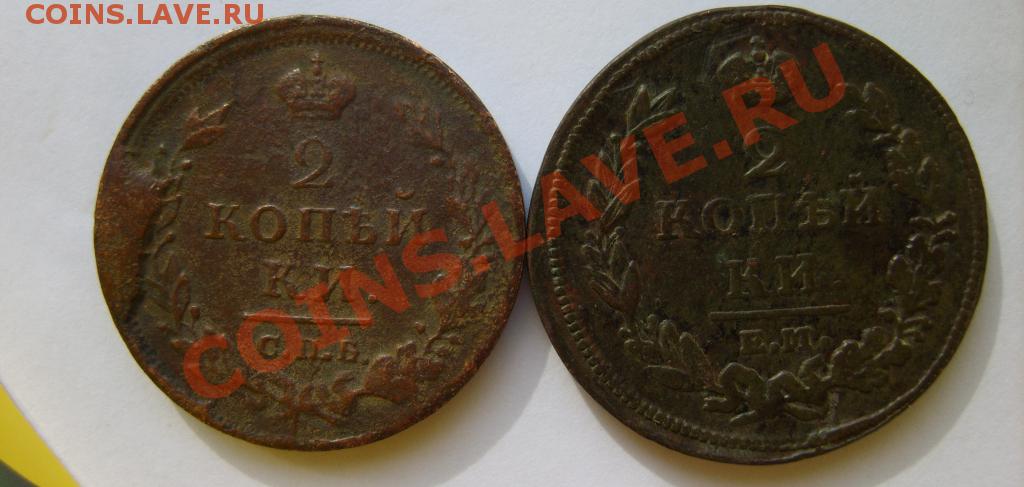 COINS.LAVE.RU
2
КОПѢЙ
КИ.
С.П.Б.
2
КОПѢЙ
КИ.
Е.М.
COINS.LAVE.RU